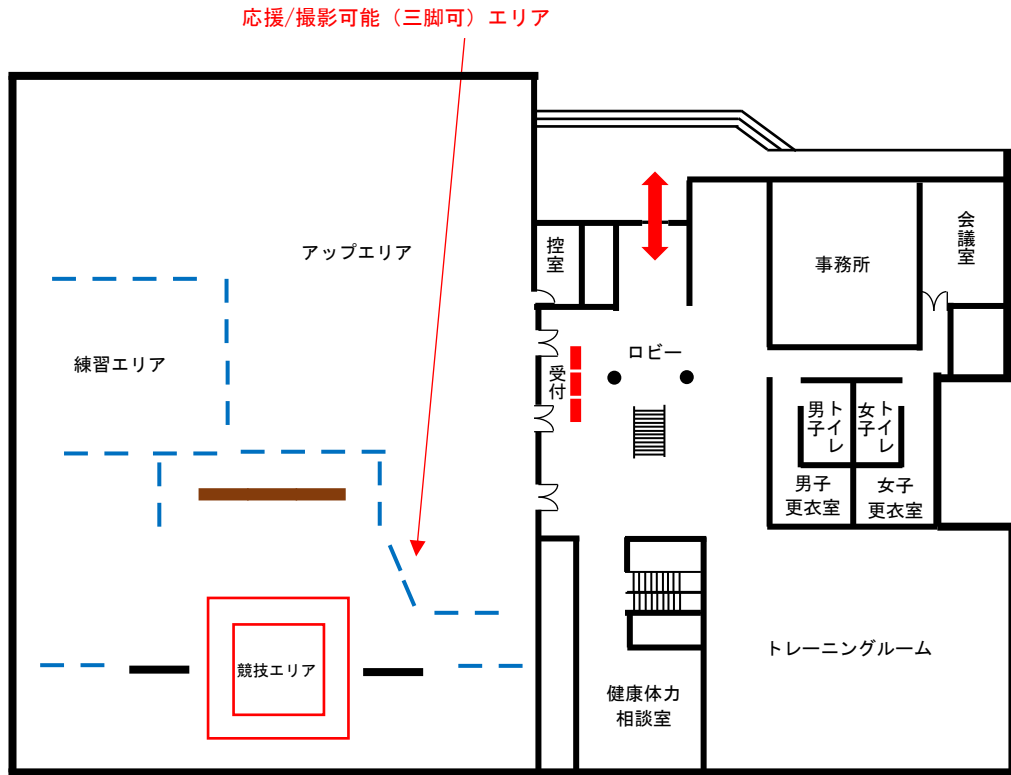 応援/撮影可能（三脚可）エリア
アップエリア
控室
事務所
会議室
練習エリア
受付
ロビー
男子
トイレ
女子
トイレ
男子
更衣室
女子
更衣室
競技エリア
トレーニングルーム
健康体力
相談室